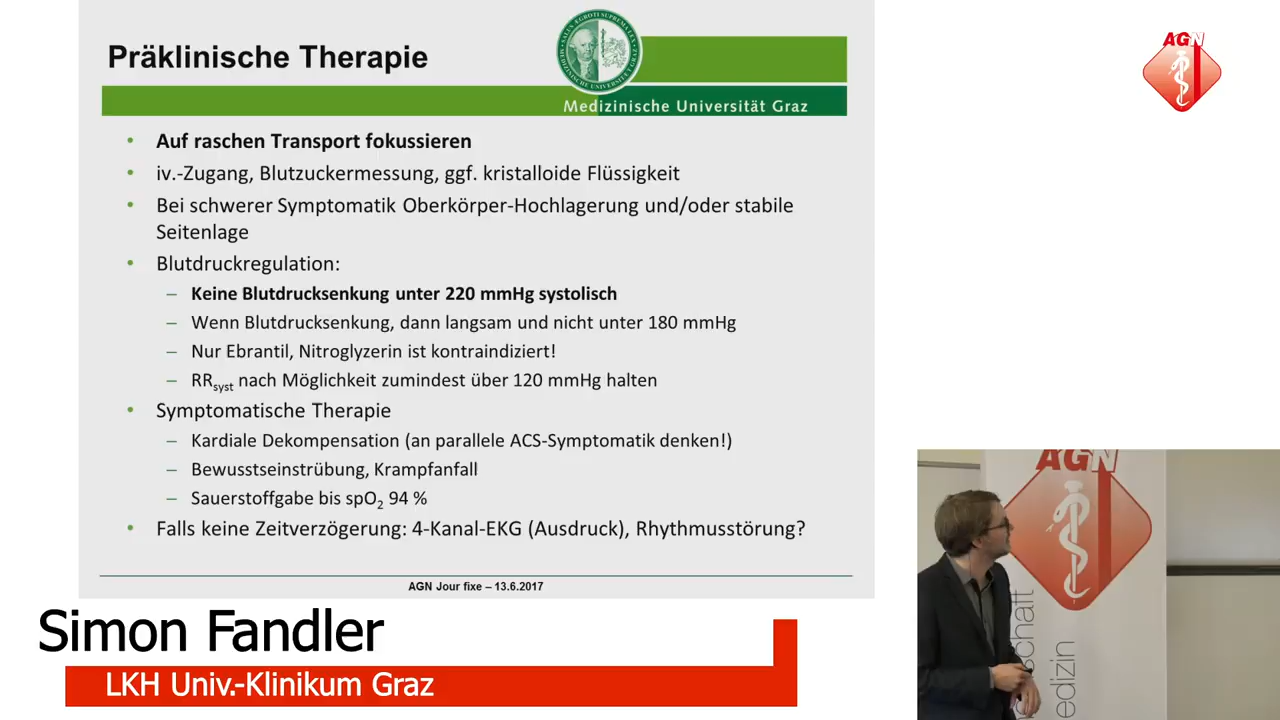 Präklinische Therapie
Medizinische Universität Graz
• Auf raschen Transport fokussieren
• iv.-Zugang, Blutzuckermessung, ggf. kristalloide Flüssigkeit
• Bei schwerer Symptomatik Oberkörper-Hochlagerung und/oder stabile
Seitenlage
• Blutdruckregulation:
– Keine Blutdrucksenkung unter 220 mmHg systolisch
– Wenn Blutdrucksenkung, dann langsam und nicht unter 180 mmHg
– Nur Ebrantil, Nitroglyzerin ist kontraindiziert!
– RRsyst nach Möglichkeit zumindest über 120 mmHg halten
• Symptomatische Therapie
– Kardiale Dekompensation (an parallele ACS-Symptomatik denken!)
– Bewusstseinstrübung, Krampfanfall
– Sauerstoffgabe bis spO2 94 %
• Falls keine Zeitverzögerung: 4-Kanal-EKG (Ausdruck), Rhythmusstörung?
AGN Jour fixe – 13.6.2017
Simon Fandler
LKH Univ.-Klinikum Graz
AGN
AGN
schaft
edizin